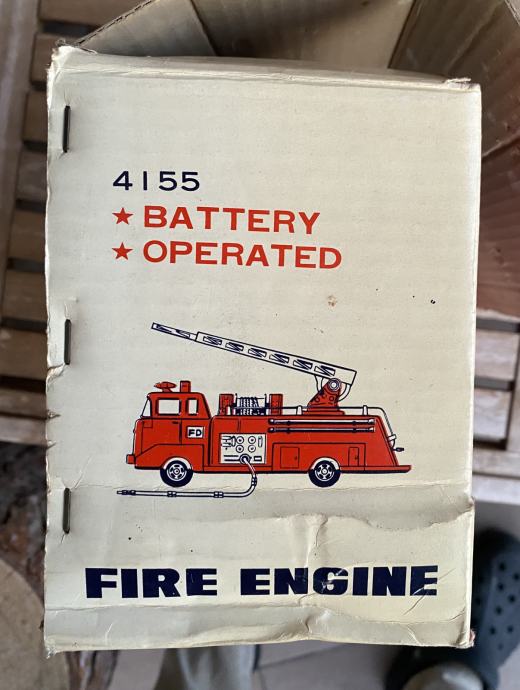 4155
★ BATTERY
★ OPERATED
FD
FIRE ENGINE